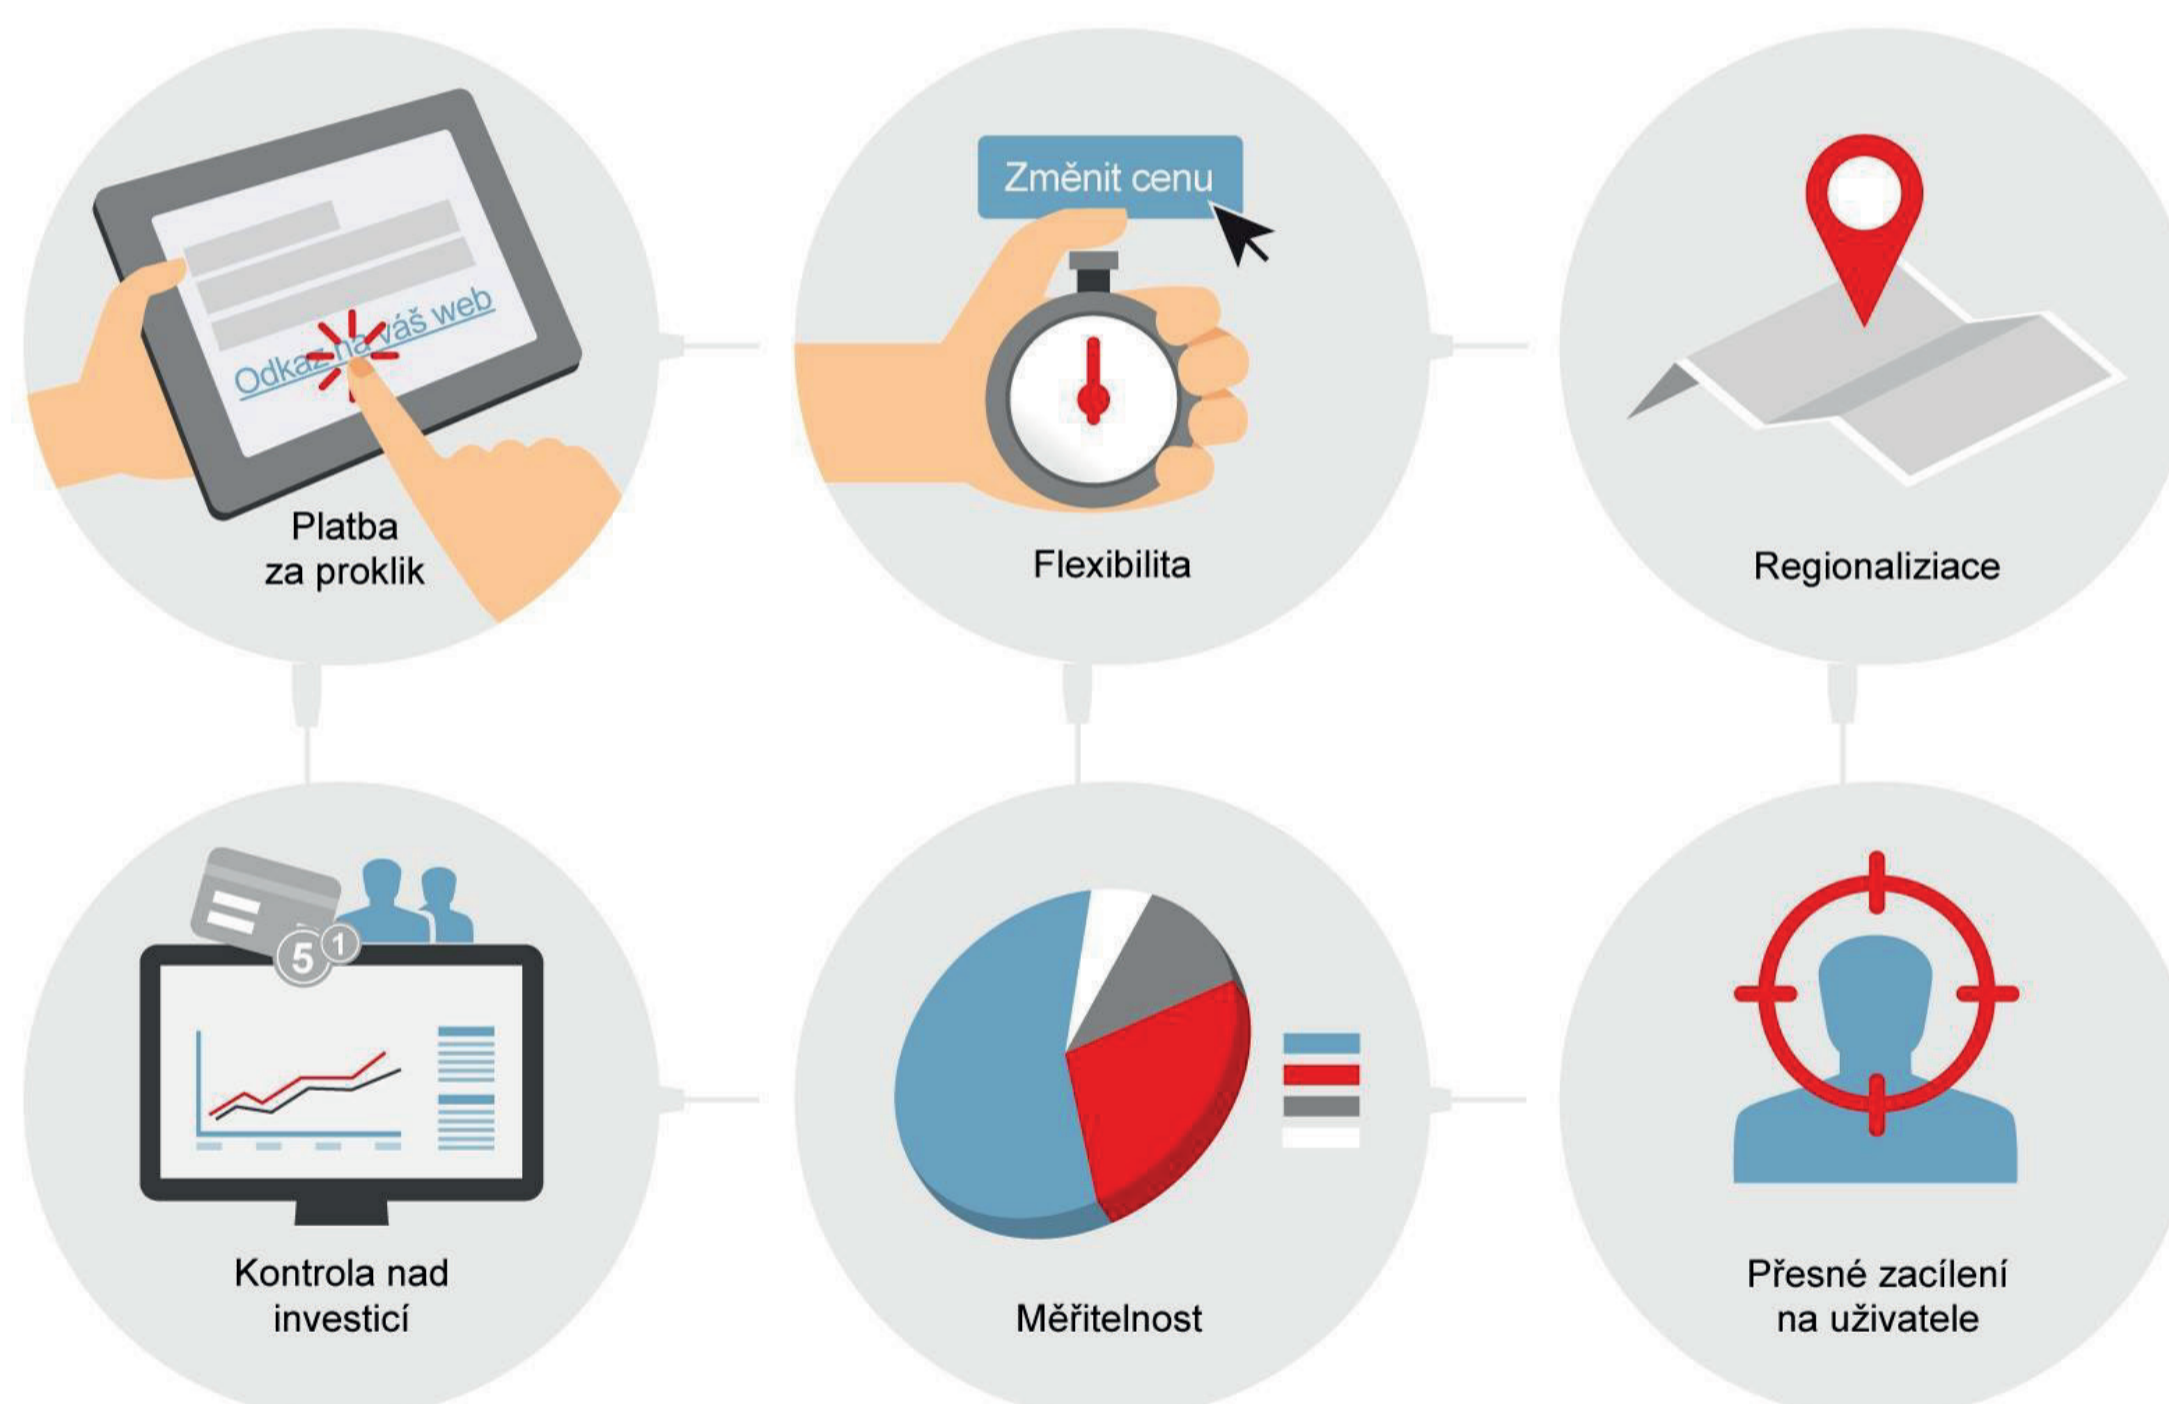 Odkaz na váš web
Platba
za proklik
Změnit cenu
Flexibilita
Regionaliziace
5
1
Kontrola nad
investicí
Měřitelnost
Přesné zacílení
na uživatele